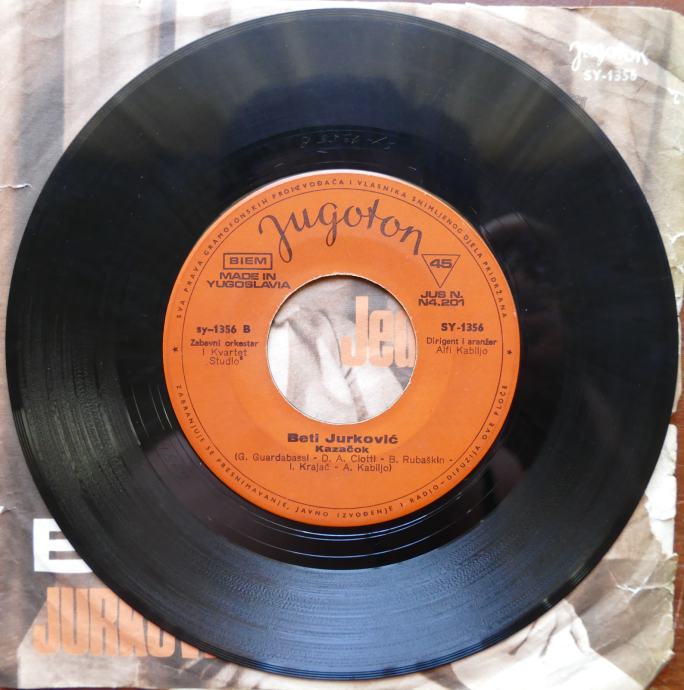 Jugoton
SY-1356
SVA PRAVA GRAMOFONSKIH PROIZVOĐAČA I VLASNIKA SNIMLJENOG DJELA PRIDRŽANA
Jugoton
BIEM
MADE IN
YUGOSLAVIA
45
JUS N.
N4.201
sy-1356 B
Zabavni orkestar
I Kvartet
„Studio"
SY-1356
Dirigent i aranžer
Alfi Kabiljo
Beti Jurković
Kazačok
(G. Guardabassi - D. A. Ciotti - B. Rubaškin -
I. Krajač - A. Kabiljo)
ZABRANJUJE SE PRESNIMAVANJE, JAVNO IZVOĐENJE I RADIO-DIFUZIJA OVE PLOČE